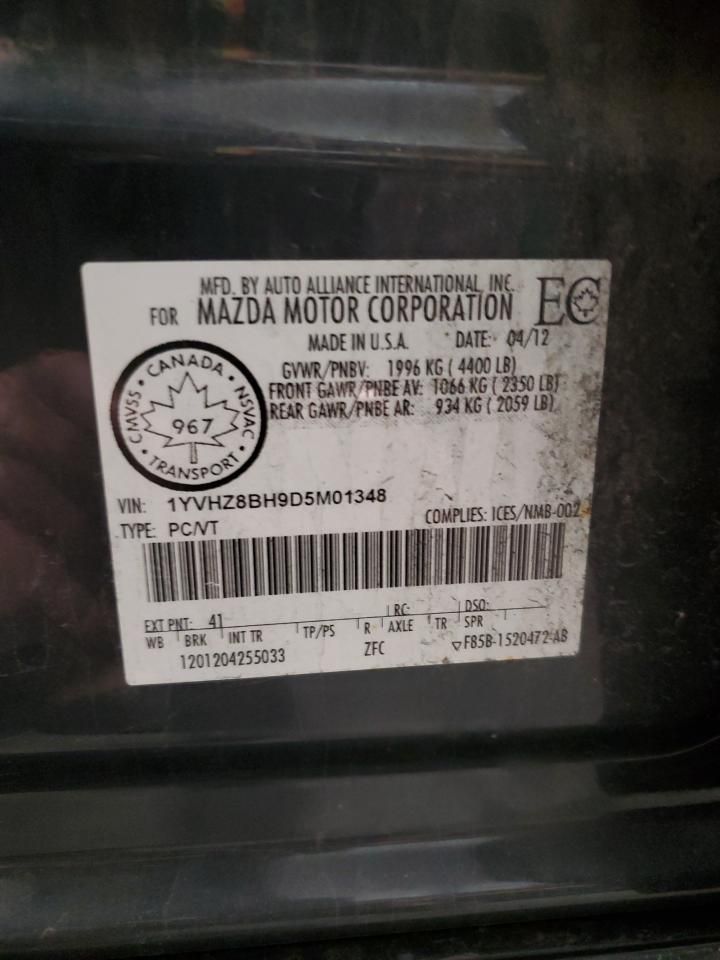 MFD. BY AUTO ALLIANCE INTERNATIONAL, INC.
FOR MAZDA MOTOR CORPORATION EC
MADE IN U.S.A. DATE: 04/12
GVWR/PNBV: 1996 KG ( 4400 LB)
FRONT GAWR/PNBE AV: 1066 KG ( 2350 LB)
REAR GAWR/PNBE AR: 934 KG ( 2059 LB)
CANADA · NSVAC · TRANSPORT · CMVSS
967
VIN: 1YVHZ8BH9D5M01348
TYPE: PC/VT COMPLIES: ICES/NMB-002
EXT PNT: 41 RC: DSO:
WB BRK INT TR TP/PS R AXLE TR SPR
1201204255033 ZFC ▽F85B-1520472-AB